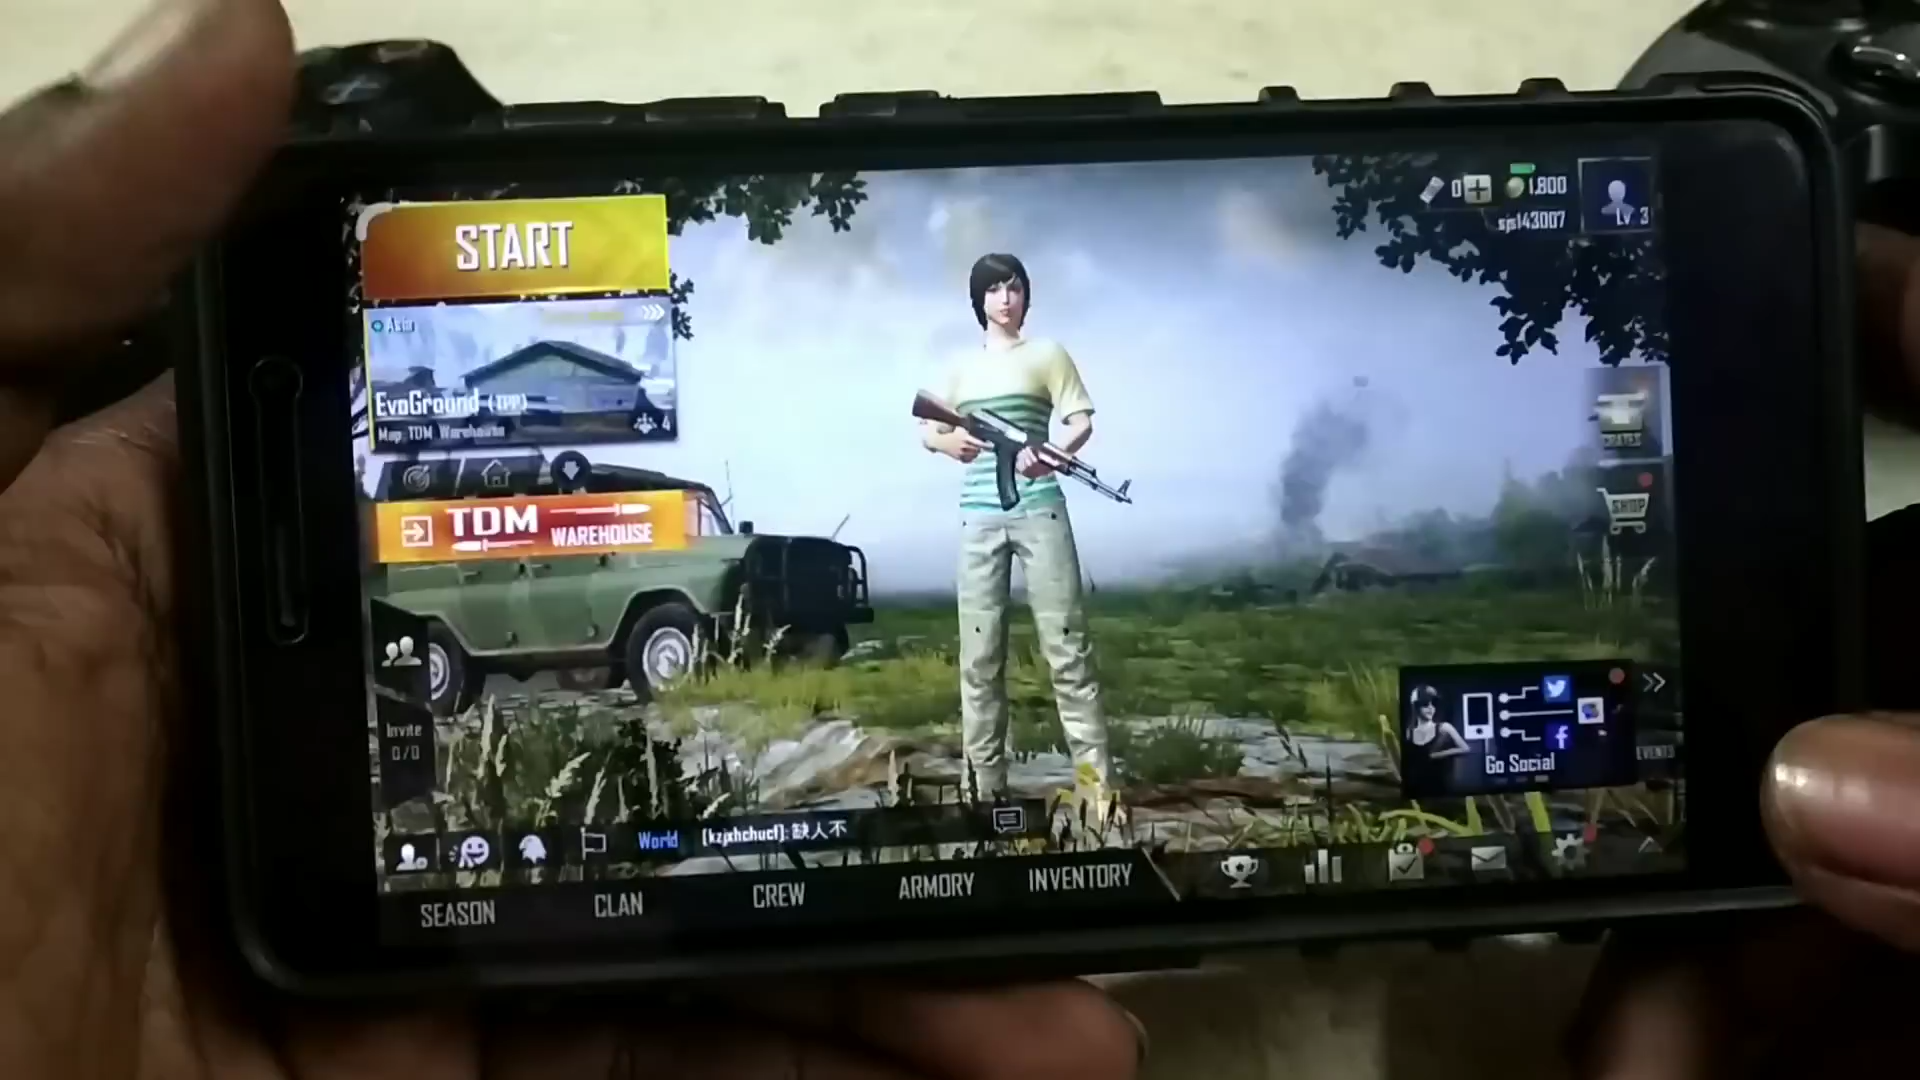 START
0
1,800
sjs143007
Lv 3
Asia
EvoGround (TPP)
4
Map TDM Warehouse
CRATES
TDM
WAREHOUSE
SHOP
Invite
0/0
Go Social
EVENTS
World [kzjxhchucf]:缺人不
SEASON
CLAN
CREW
ARMORY
INVENTORY